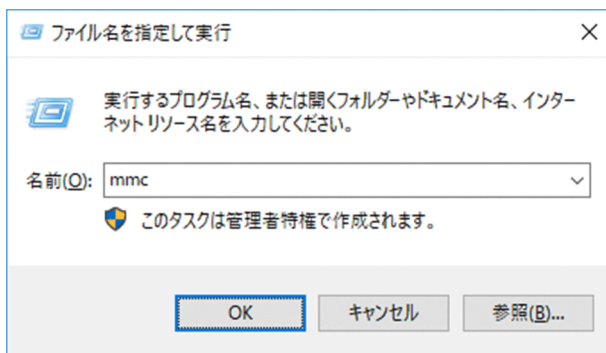 ファイル名を指定して実行
実行するプログラム名、または開くフォルダーやドキュメント名、インター
ネット リソース名を入力してください。
名前(O): mmc
このタスクは管理者特権で作成されます。
OK キャンセル 参照(B)...